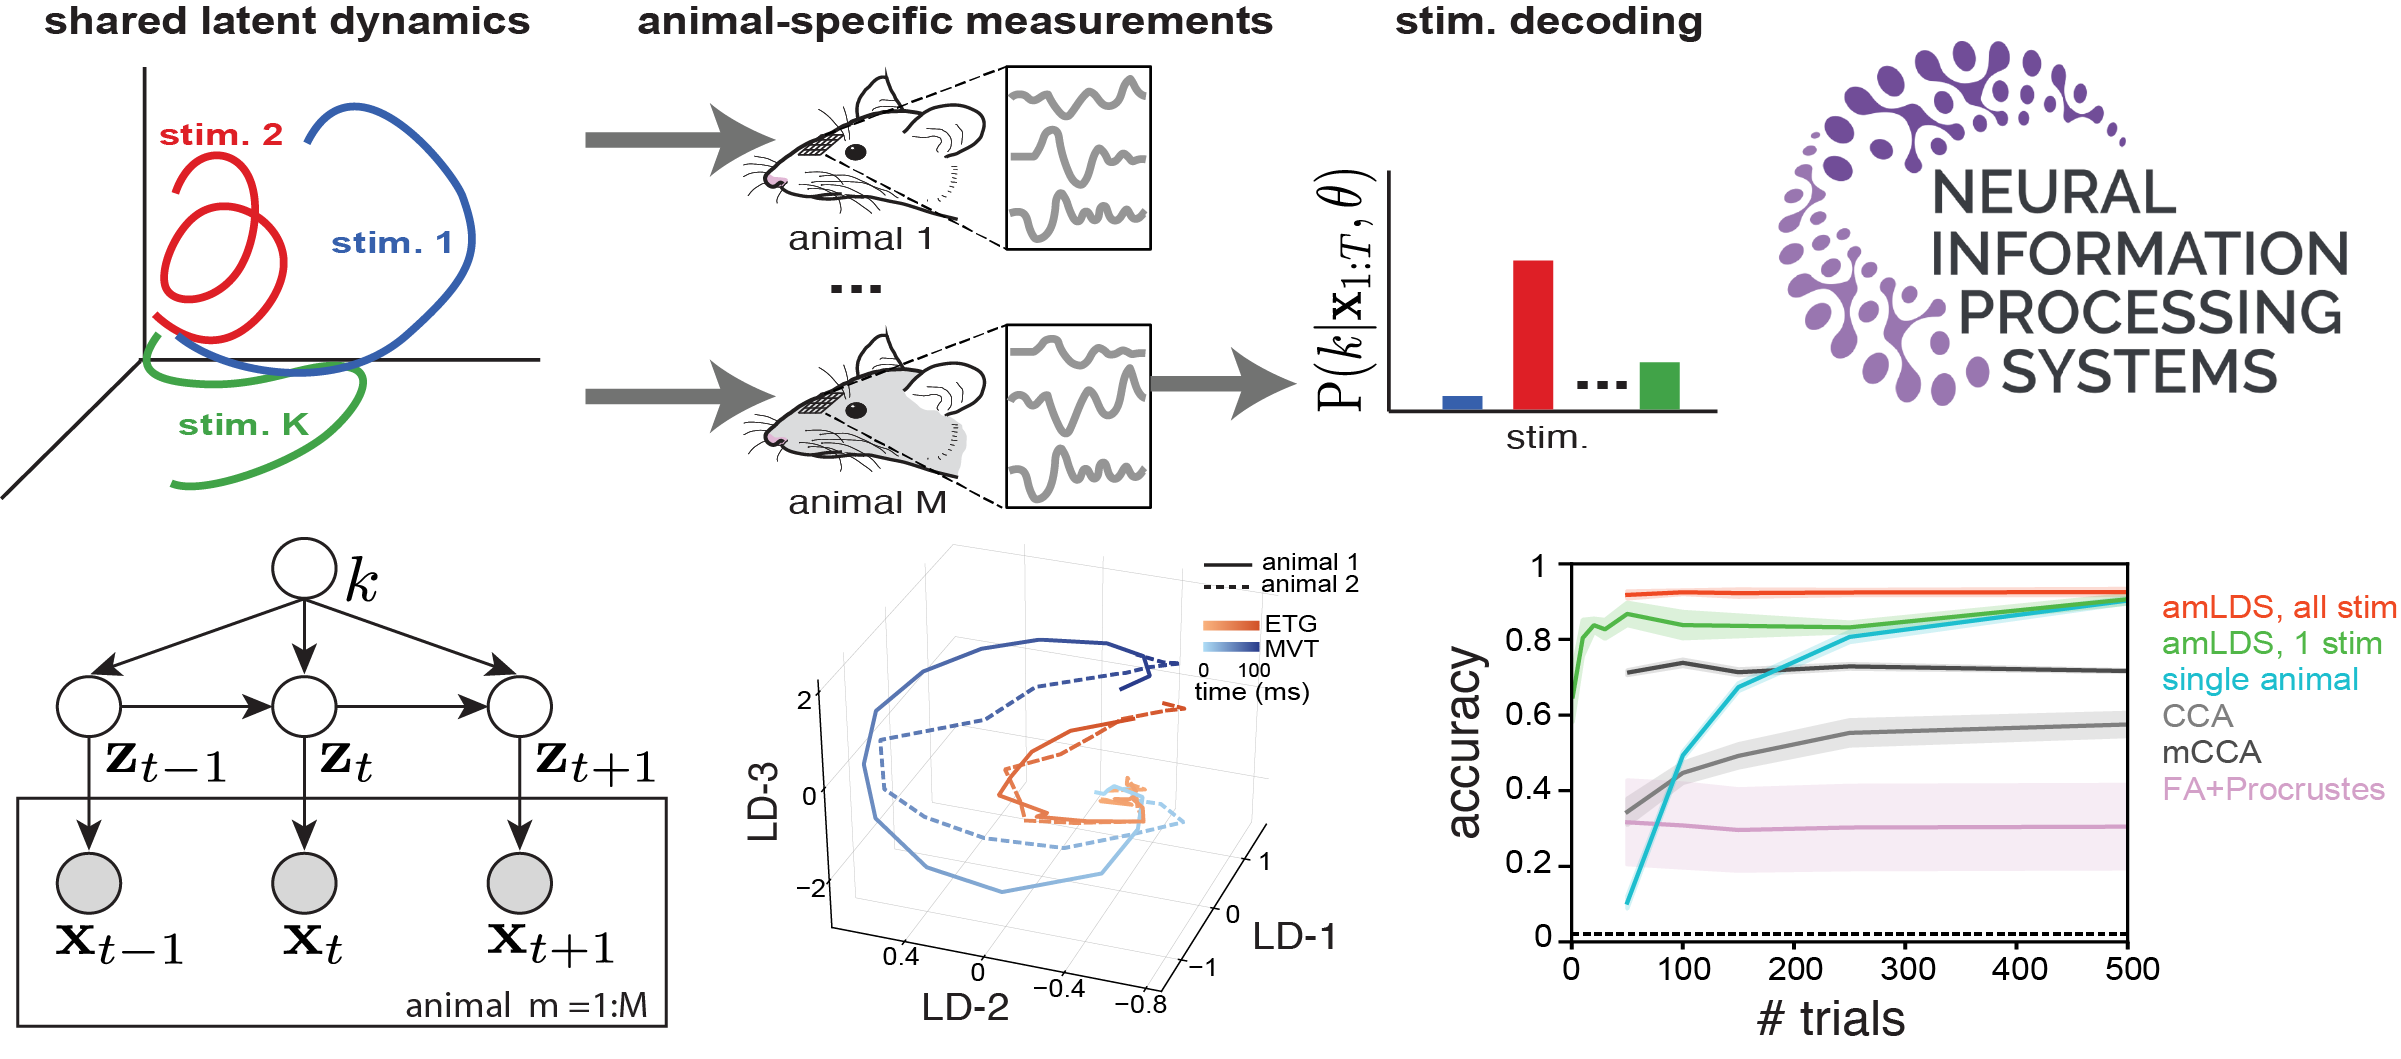 shared latent dynamics
animal-specific measurements
stim. decoding
stim. 2
stim. 1
stim. K
animal 1
...
animal M
P(k|x1:T, θ)
...
stim.
NEURAL
INFORMATION
PROCESSING
SYSTEMS
k
zt−1
zt
zt+1
xt−1
xt
xt+1
animal m =1:M
animal 1
animal 2
ETG
MVT
0 100
time (ms)
LD-3
2
0
−2
0.4
0
−0.4
−0.8
LD-2
1
0
−1
LD-1
accuracy
1
0.8
0.6
0.4
0.2
0
0 100 200 300 400 500
# trials
amLDS, all stim
amLDS, 1 stim
single animal
CCA
mCCA
FA+Procrustes